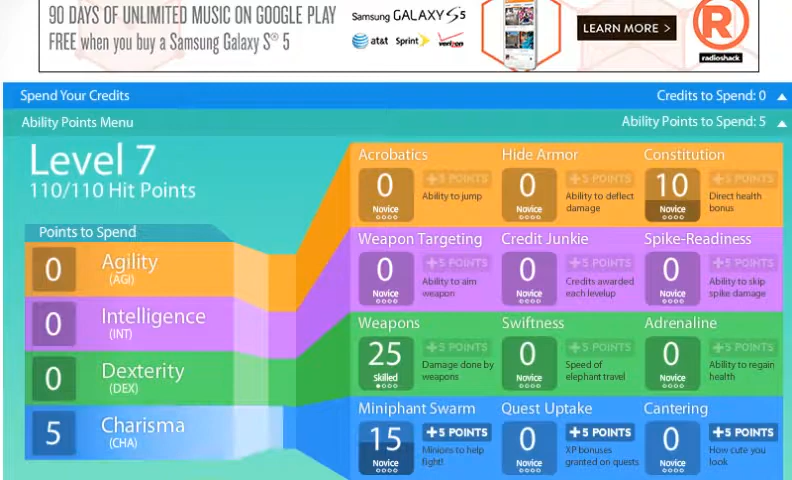 90 DAYS OF UNLIMITED MUSIC ON GOOGLE PLAY
FREE when you buy a Samsung Galaxy S® 5
Samsung GALAXY S5
at&t Sprint verizon
LEARN MORE >
R
radioshack
Spend Your Credits
Credits to Spend: 0
Ability Points Menu
Ability Points to Spend: 5
Level 7
110/110 Hit Points
Points to Spend
0 Agility
(AGI)
0 Intelligence
(INT)
0 Dexterity
(DEX)
5 Charisma
(CHA)
Acrobatics
0
Novice
+5 POINTS
Ability to jump
Hide Armor
0
Novice
+5 POINTS
Ability to deflect
damage
Constitution
10
Novice
+5 POINTS
Direct health
bonus
Weapon Targeting
0
Novice
+5 POINTS
Ability to aim
weapon
Credit Junkie
0
Novice
+5 POINTS
Credits awarded
each levelup
Spike-Readiness
0
Novice
+5 POINTS
Ability to skip
spike damage
Weapons
25
Skilled
+5 POINTS
Damage done by
weapons
Swiftness
0
Novice
+5 POINTS
Speed of
elephant travel
Adrenaline
0
Novice
+5 POINTS
Ability to regain
health
Miniphant Swarm
15
Novice
+5 POINTS
Minions to help
fight!
Quest Uptake
0
Novice
+5 POINTS
XP bonuses
granted on quests
Cantering
0
Novice
+5 POINTS
How cute you
look